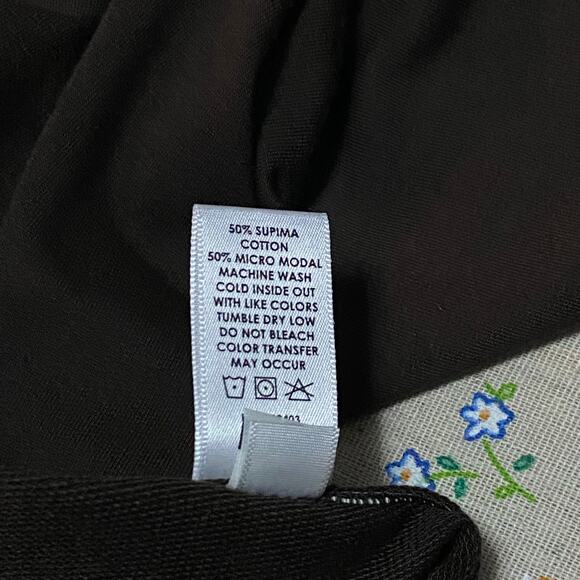 50% SUPIMA
COTTON
50% MICRO MODAL
MACHINE WASH
COLD INSIDE OUT
WITH LIKE COLORS
TUMBLE DRY LOW
DO NOT BLEACH
COLOR TRANSFER
MAY OCCUR